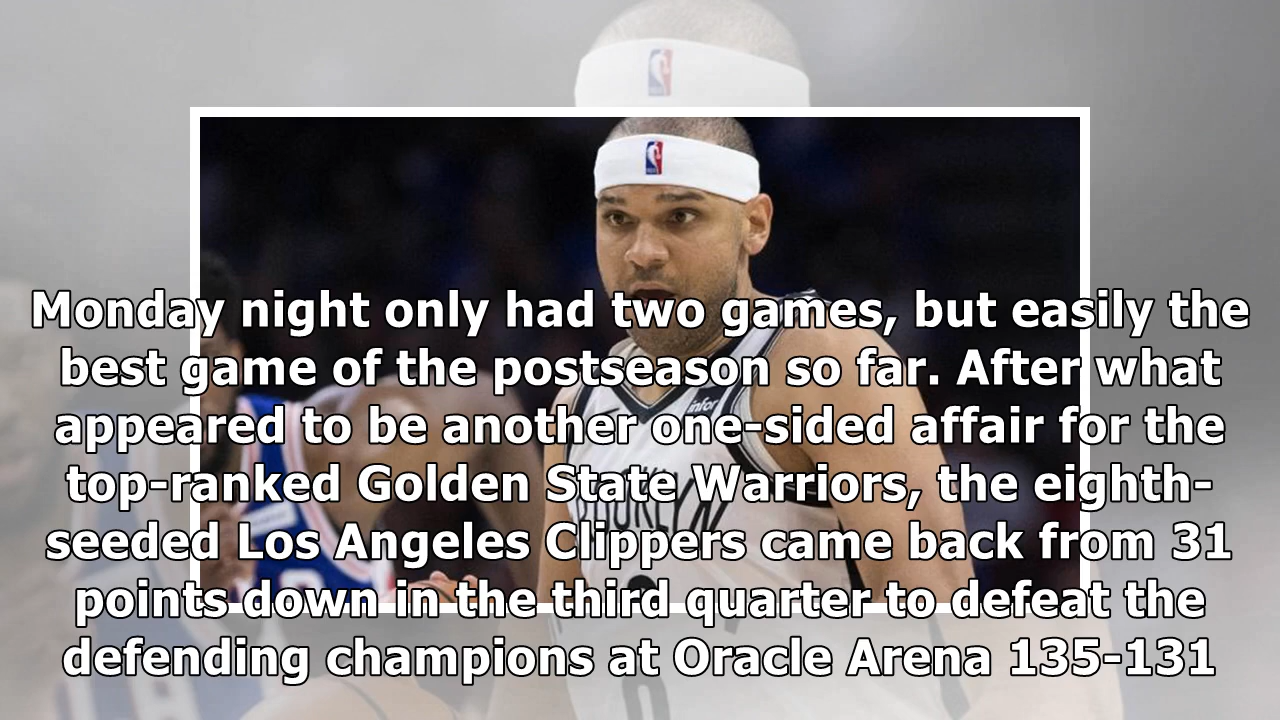 Monday night only had two games, but easily the
best game of the postseason so far. After what
appeared to be another one-sided affair for the
top-ranked Golden State Warriors, the eighth-
seeded Los Angeles Clippers came back from 31
points down in the third quarter to defeat the
defending champions at Oracle Arena 135-131
infor
BROOKLYN